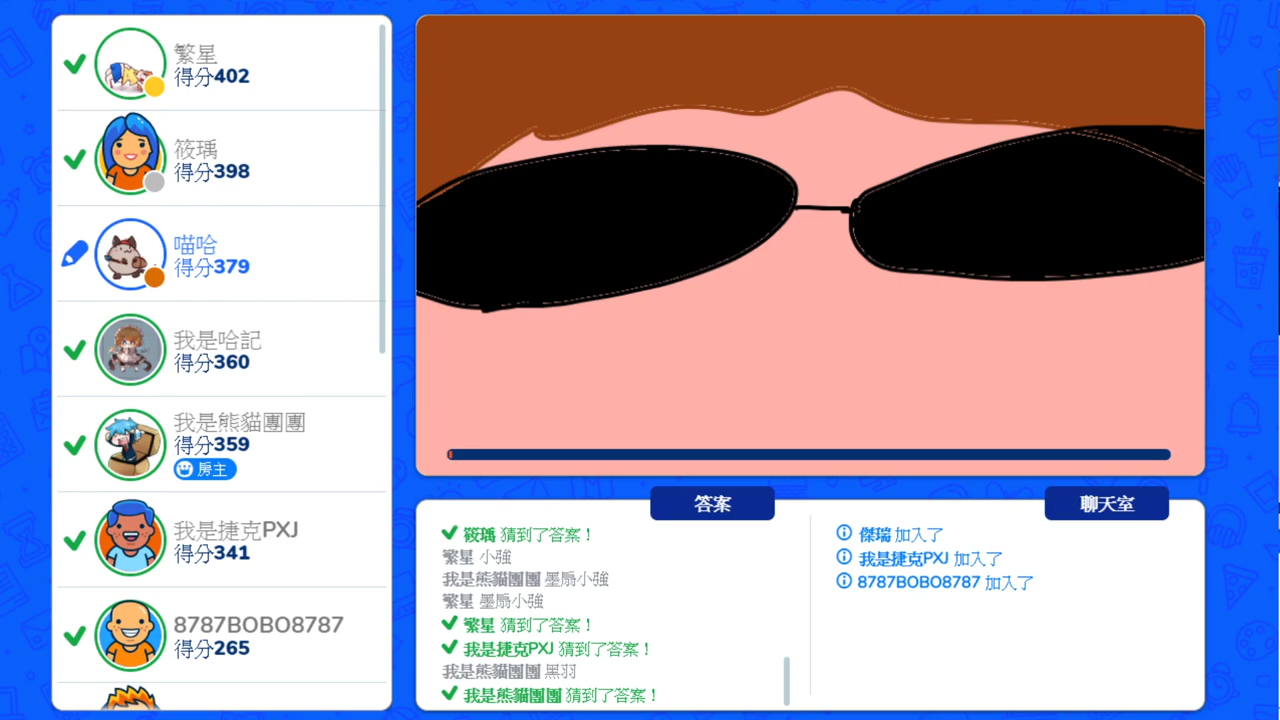 繁星
得分402
筱瑀
得分398
喵哈
得分379
我是哈記
得分360
我是熊貓團團
得分359
房主
我是捷克PXJ
得分341
8787BOBO8787
得分265
答案
筱瑀 猜到了答案！
繁星 小強
我是熊貓團團 墨扇小強
繁星 墨扇小強
繁星 猜到了答案！
我是捷克PXJ 猜到了答案！
我是熊貓團團 黑羽
我是熊貓團團 猜到了答案！
聊天室
傑瑞 加入了
我是捷克PXJ 加入了
8787BOBO8787 加入了